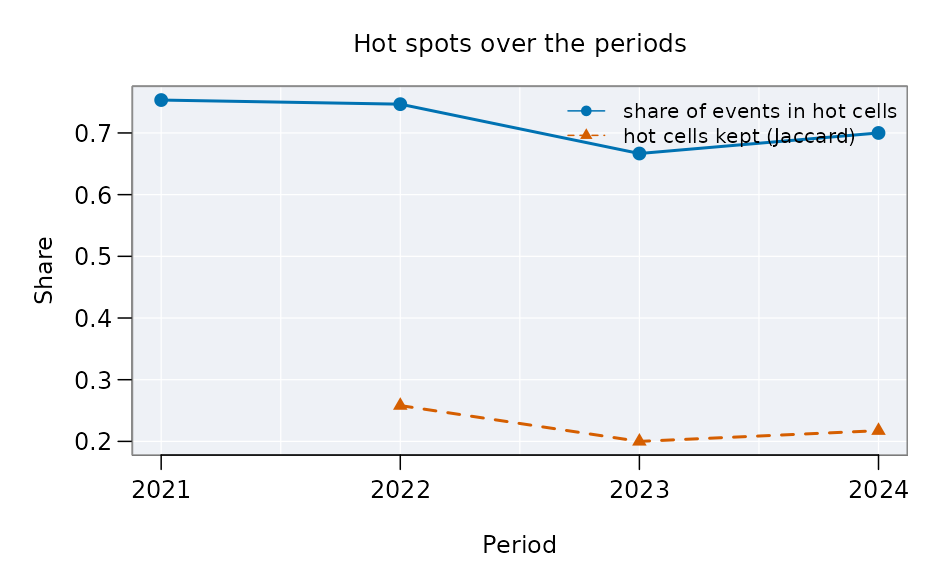 Hot spots over the periods
share of events in hot cells
hot cells kept (Jaccard)
0.7
0.6
0.5
0.4
0.3
0.2
Share
2021 2022 2023 2024
Period